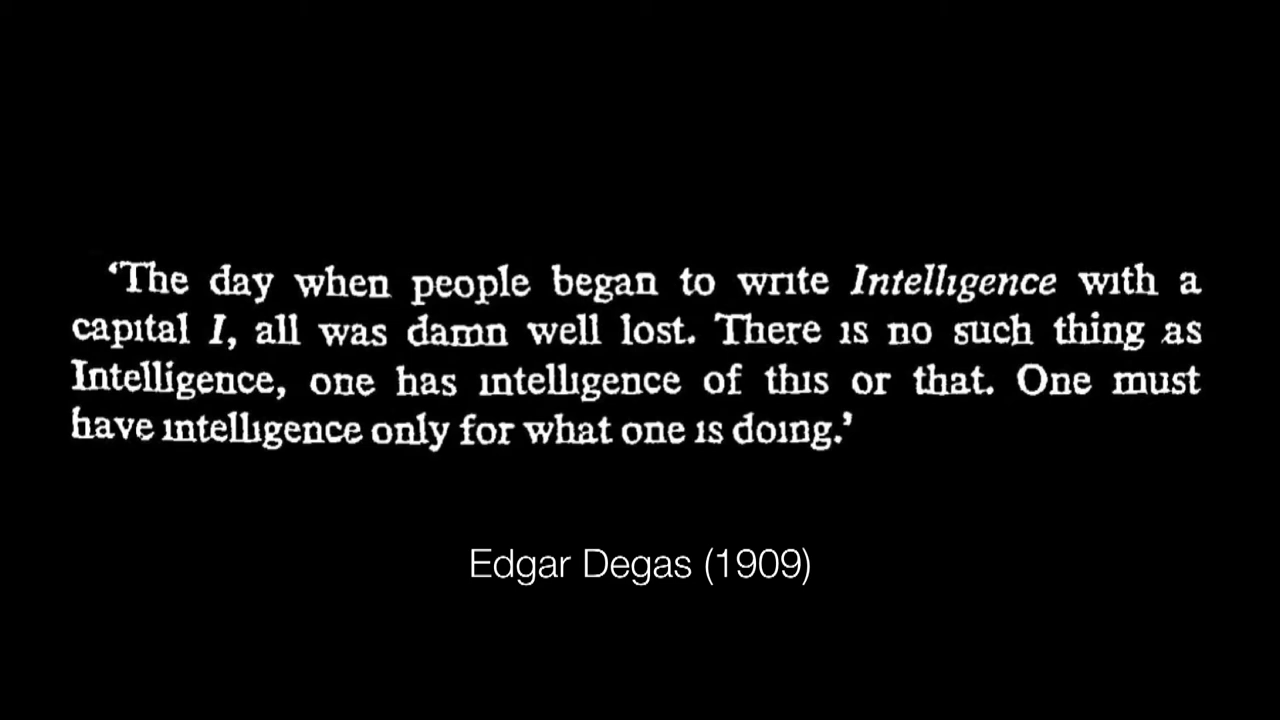 ‘The day when people began to write Intelligence with a
capital I, all was damn well lost. There is no such thing as
Intelligence, one has intelligence of this or that. One must
have intelligence only for what one is doing.’
Edgar Degas (1909)